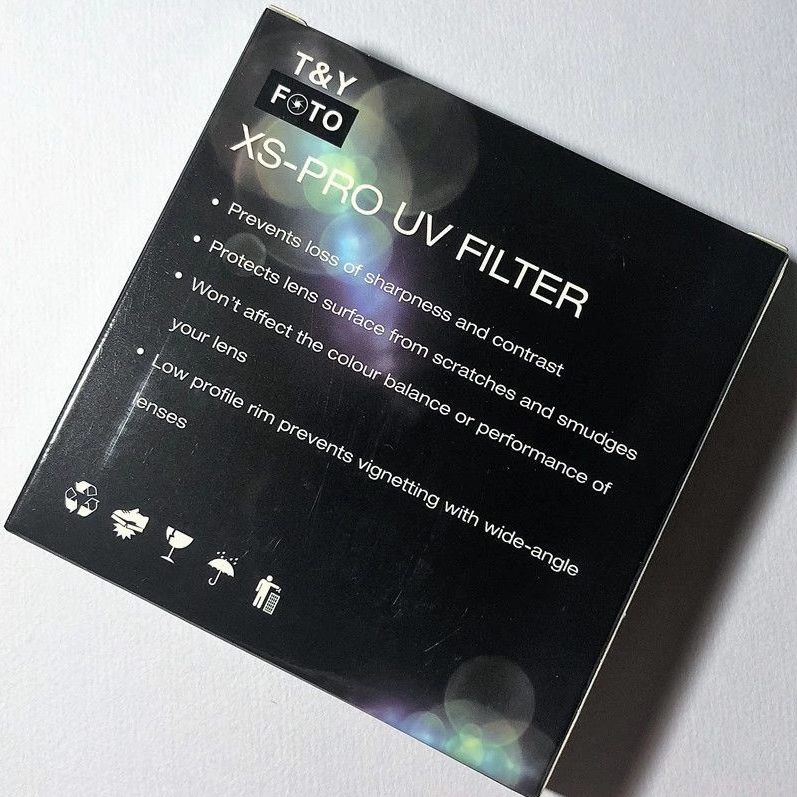 T&Y
FOTO
XS-PRO UV FILTER
• Prevents loss of sharpness and contrast
• Protects lens surface from scratches and smudges
• Won't affect the colour balance or performance of
your lens
• Low profile rim prevents vignetting with wide-angle
lenses